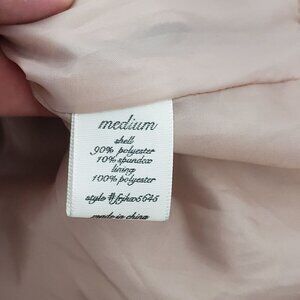 medium
shell
90% polyester
10% spandex
lining
100% polyester
made in china